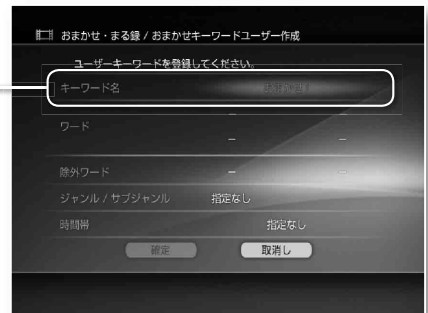 おまかせ・まる録 / おまかせキーワードユーザー作成
ユーザーキーワードを登録してください。
キーワード名
ワード － －
－ －
除外ワード － －
ジャンル / サブジャンル 指定なし
時間帯 指定なし
確定 取消し